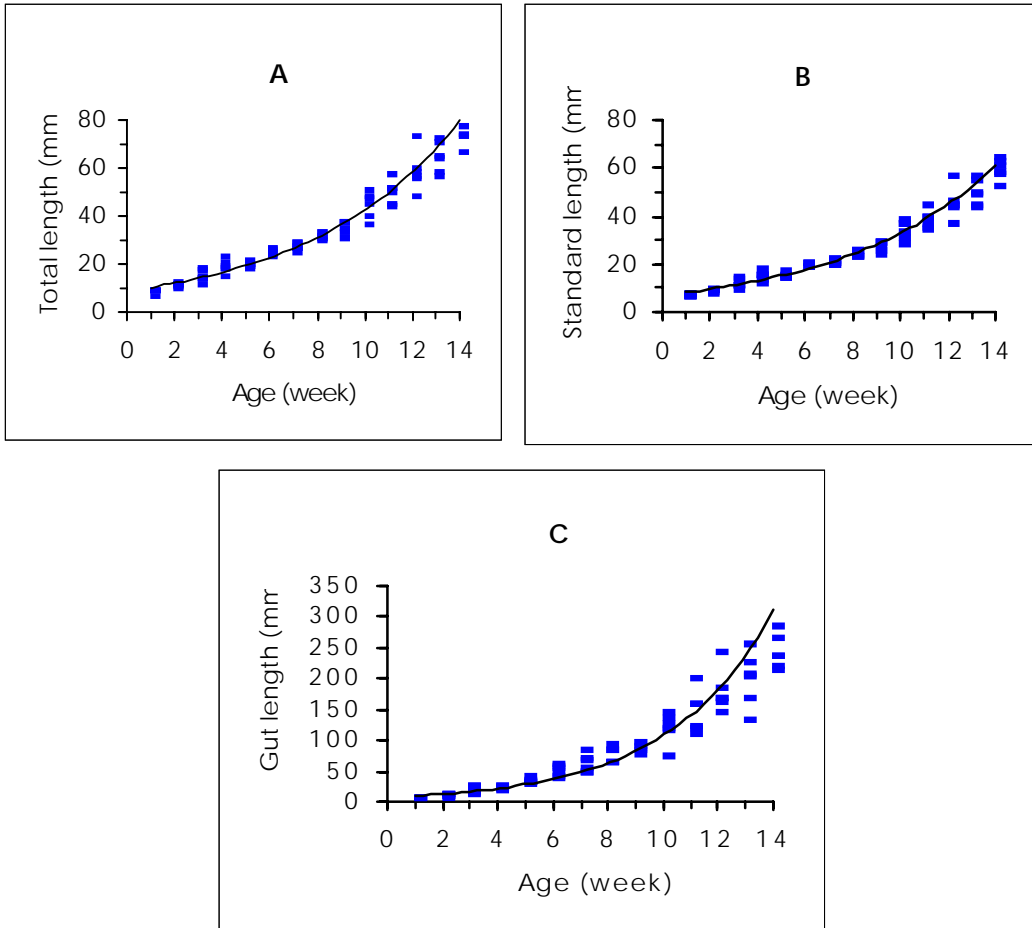 A
Total length (mm
80
60
40
20
0
0 2 4 6 8 10 12 14
Age (week)
B
Standard length (mm
80
60
40
20
0
0 2 4 6 8 10 12 14
Age (week)
C
Gut length (mm
350
300
250
200
150
100
50
0
0 2 4 6 8 10 12 14
Age (week)